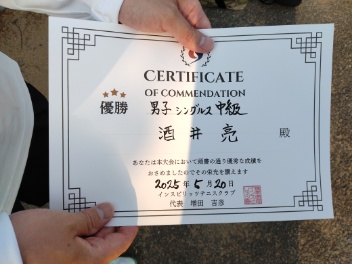 CERTIFICATE
OF COMMENDATION
優勝 男子シングルス中級
酒井亮 殿
あなたは本大会において頭書の通り優秀な成績を
おさめましたのでその栄光を讃えます
2025年5月20日
インスピリッツテニスクラブ
代表 増田 吉彦